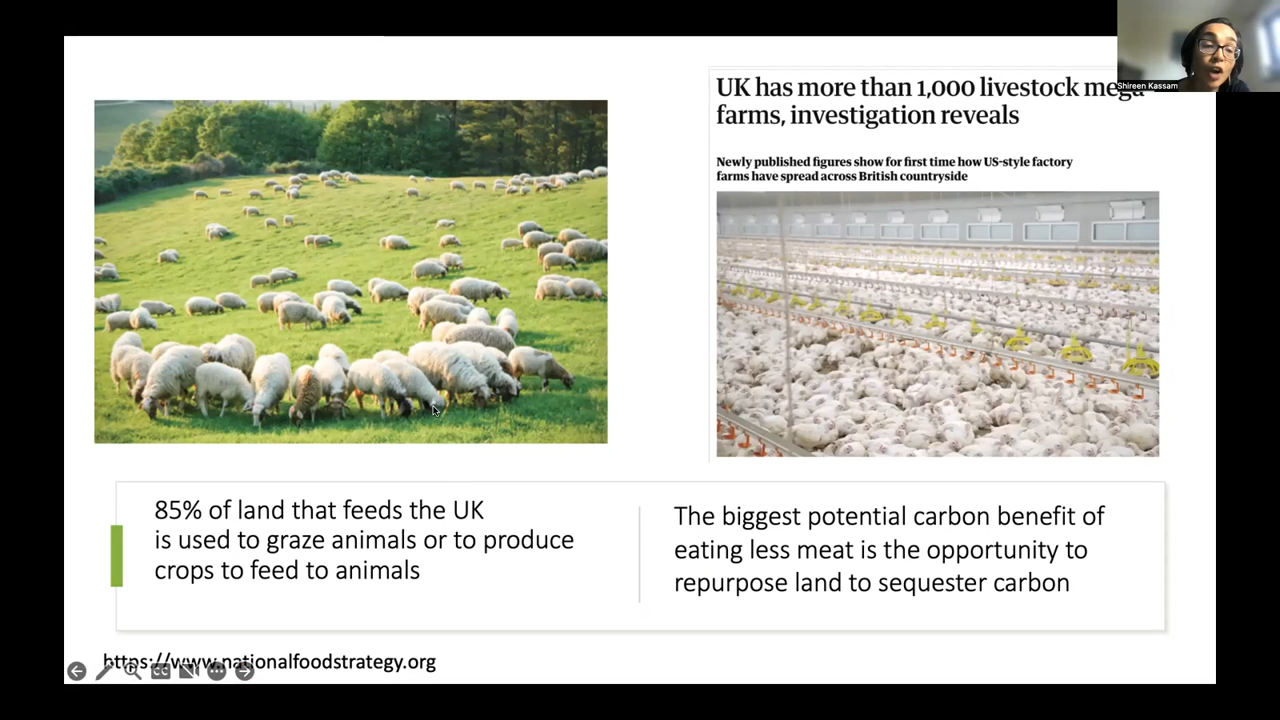 Shireen Kassam
UK has more than 1,000 livestock mega-
farms, investigation reveals
Newly published figures show for first time how US-style factory
farms have spread across British countryside
85% of land that feeds the UK
is used to graze animals or to produce
crops to feed to animals
The biggest potential carbon benefit of
eating less meat is the opportunity to
repurpose land to sequester carbon
https://www.nationalfoodstrategy.org
CC